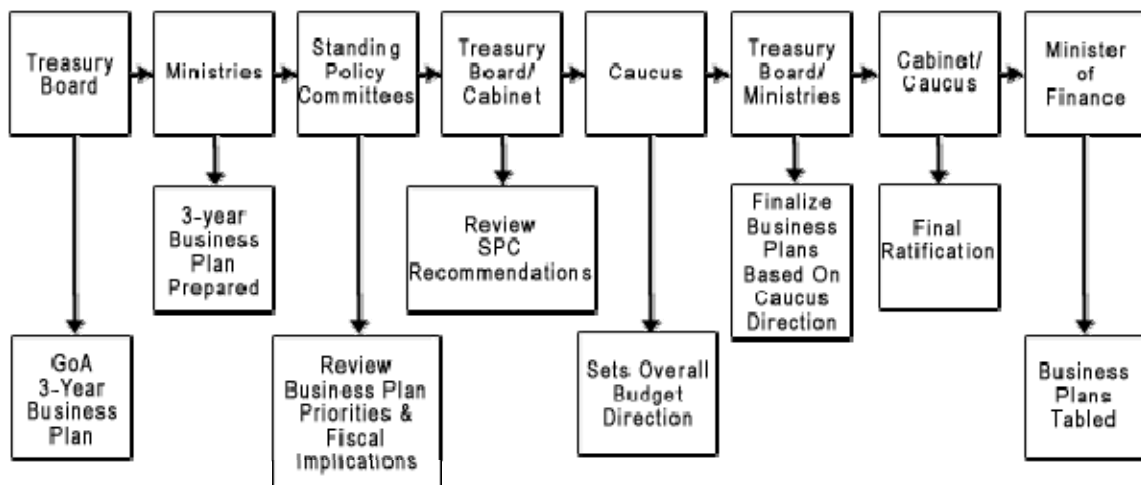 Treasury
Board
Ministries
Standing
Policy
Committees
Treasury
Board/
Cabinet
Caucus
Treasury
Board/
Ministries
Cabinet/
Caucus
Minister
of
Finance
3-year
Business
Plan
Prepared
Review
SPC
Recommendations
Finalize
Business
Plans
Based On
Caucus
Direction
Final
Ratification
GoA
3-Year
Business
Plan
Review
Business Plan
Priorities &
Fiscal
Implications
Sets Overall
Budget
Direction
Business
Plans
Tabled